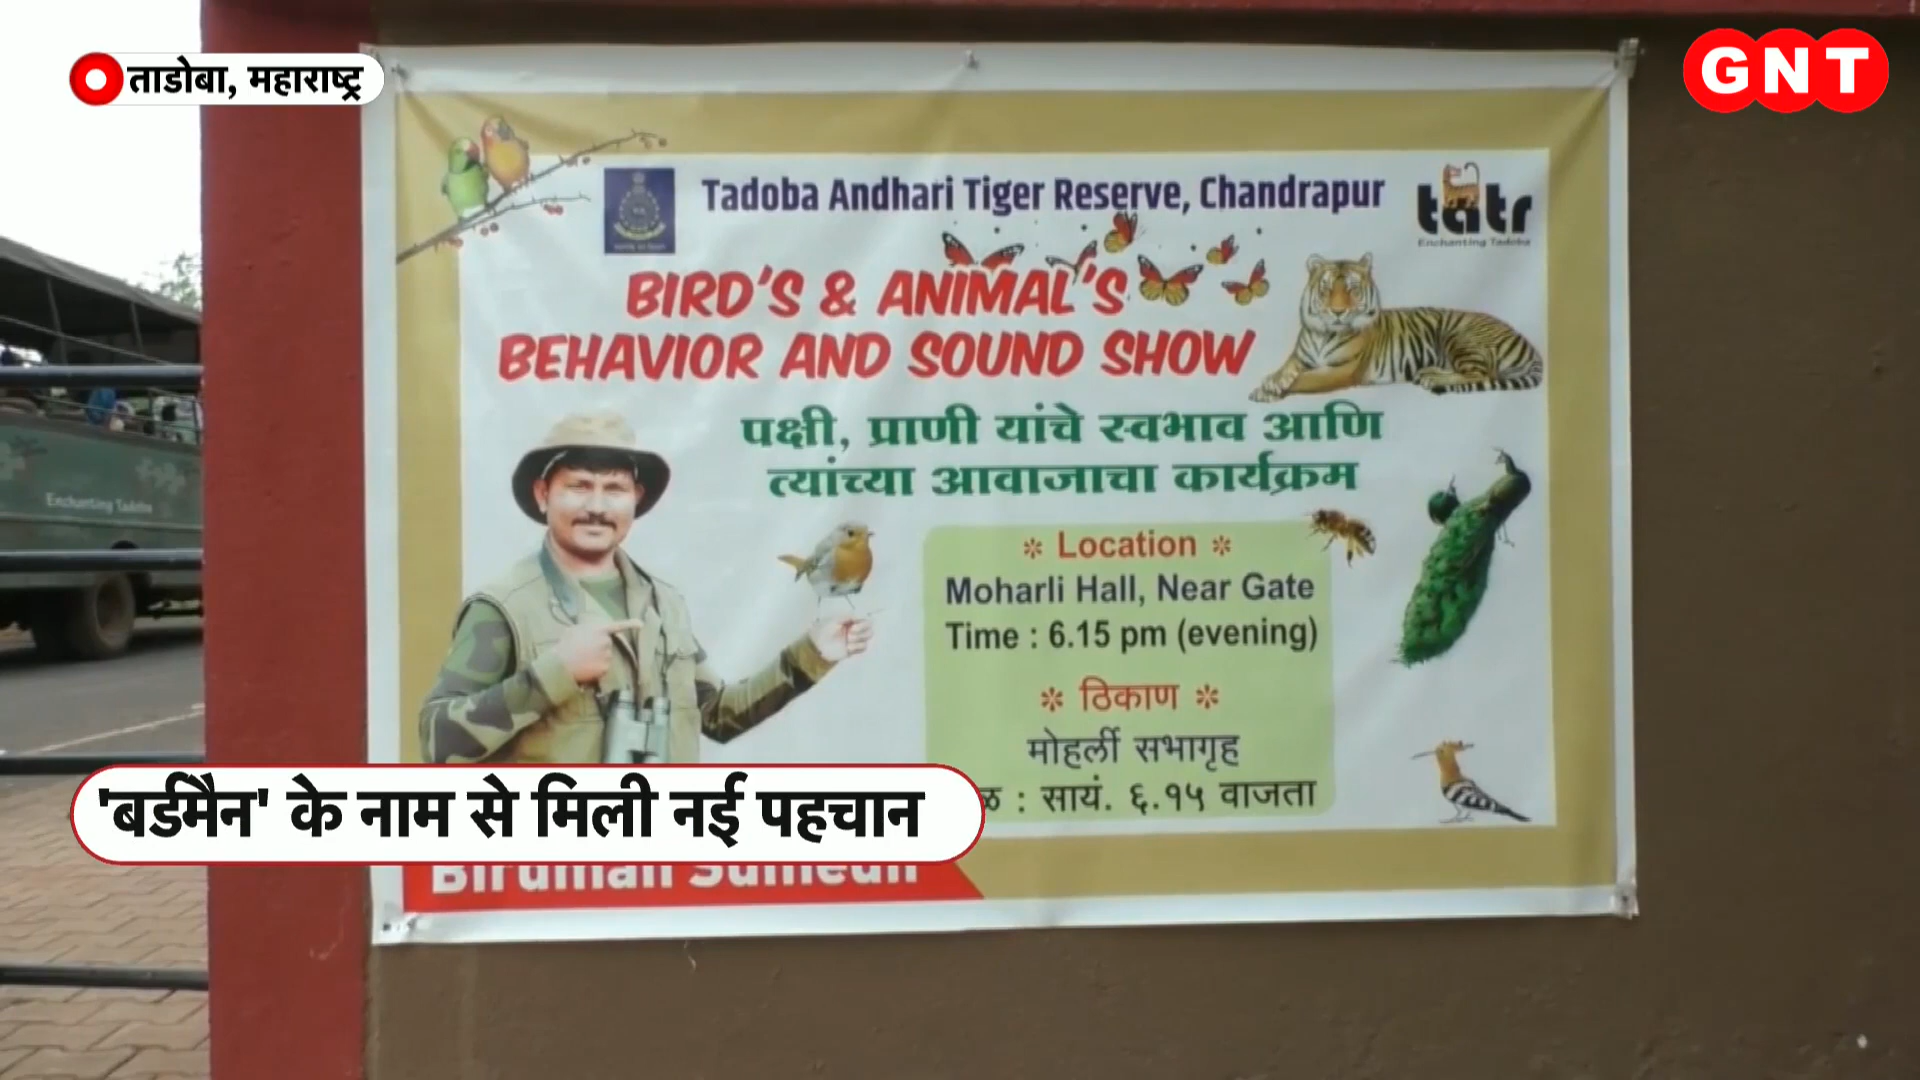 ताडोबा, महाराष्ट्र
GNT
Tadoba Andhari Tiger Reserve, Chandrapur
tatr
Enchanting Tadoba
BIRD'S & ANIMAL'S
BEHAVIOR AND SOUND SHOW
पक्षी, प्राणी यांचे स्वभाव आणि
त्यांच्या आवाजाचा कार्यक्रम
* Location *
Moharli Hall, Near Gate
Time : 6.15 pm (evening)
* ठिकाण *
मोहर्ली सभागृह
ळ : सायं. ६.१५ वाजता
Enchanting Tadoba
'बर्डमैन' के नाम से मिली नई पहचान
Birdman Sumedh